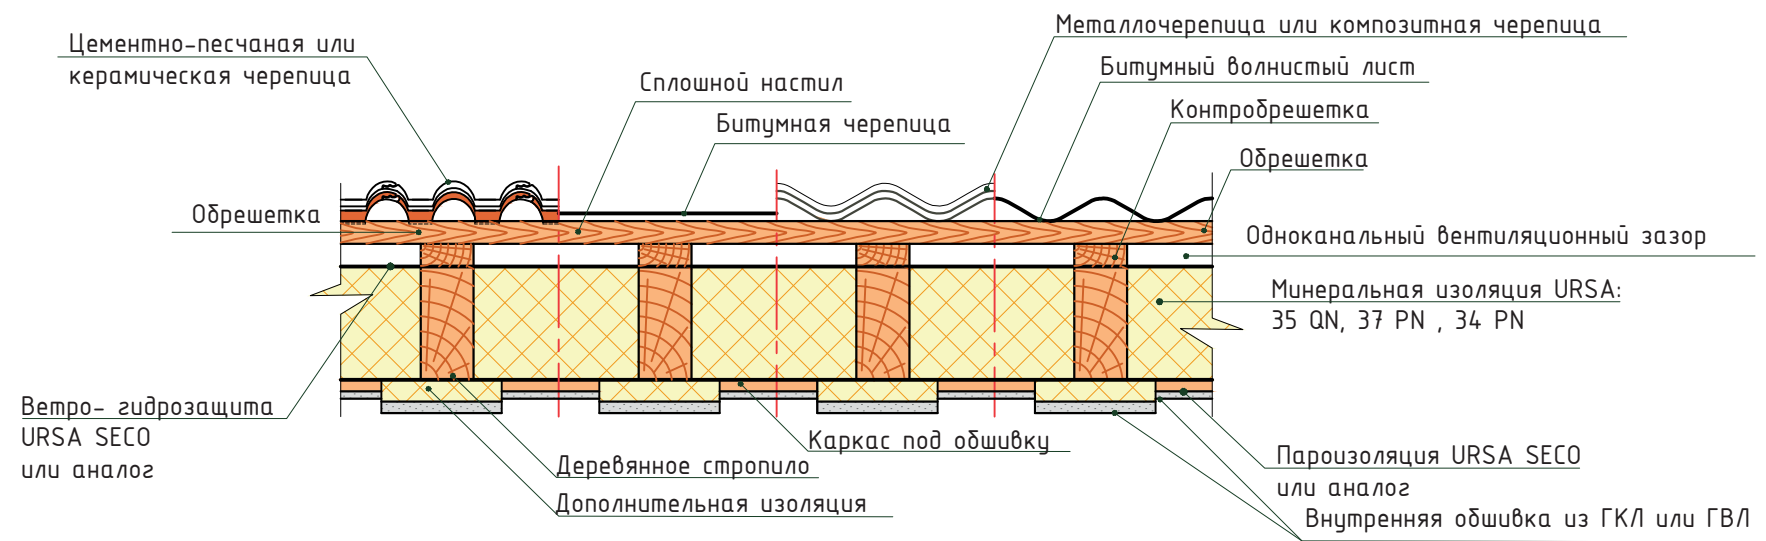 Цементно-песчаная или
керамическая черепица
Сплошной настил
Битумная черепица
Металлочерепица или композитная черепица
Битумный волнистый лист
Контробрешетка
Обрешетка
Обрешетка
Одноканальный вентиляционный зазор
Минеральная изоляция URSA:
35 QN, 37 PN , 34 PN
Ветро- гидрозащита
URSA SECO
или аналог
Каркас под обшивку
Деревянное стропило
Дополнительная изоляция
Пароизоляция URSA SECO
или аналог
Внутренняя обшивка из ГКЛ или ГВЛ